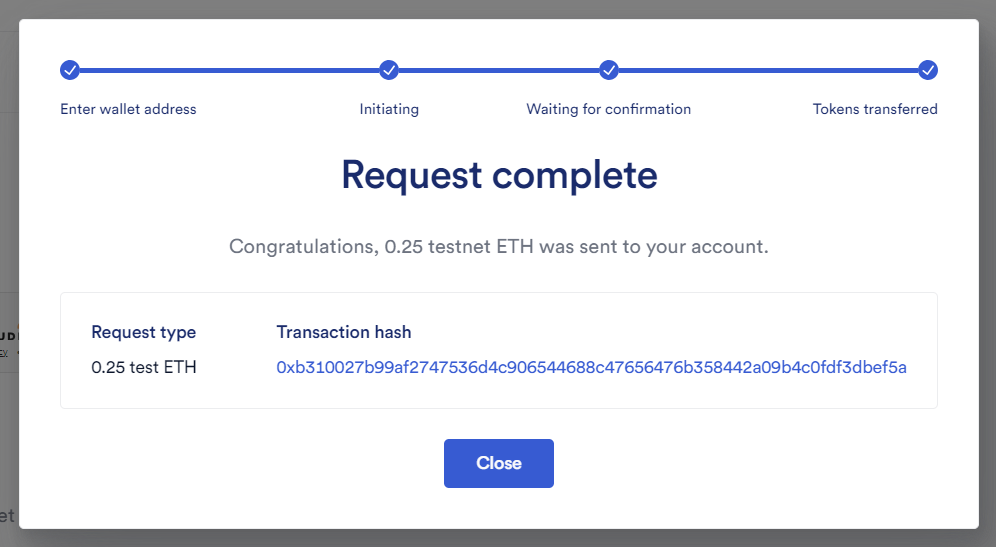 Enter wallet address Initiating Waiting for confirmation Tokens transferred
Request complete
Congratulations, 0.25 testnet ETH was sent to your account.
Request type Transaction hash
0.25 test ETH 0xb310027b99af2747536d4c906544688c47656476b358442a09b4c0fdf3dbef5a
Close